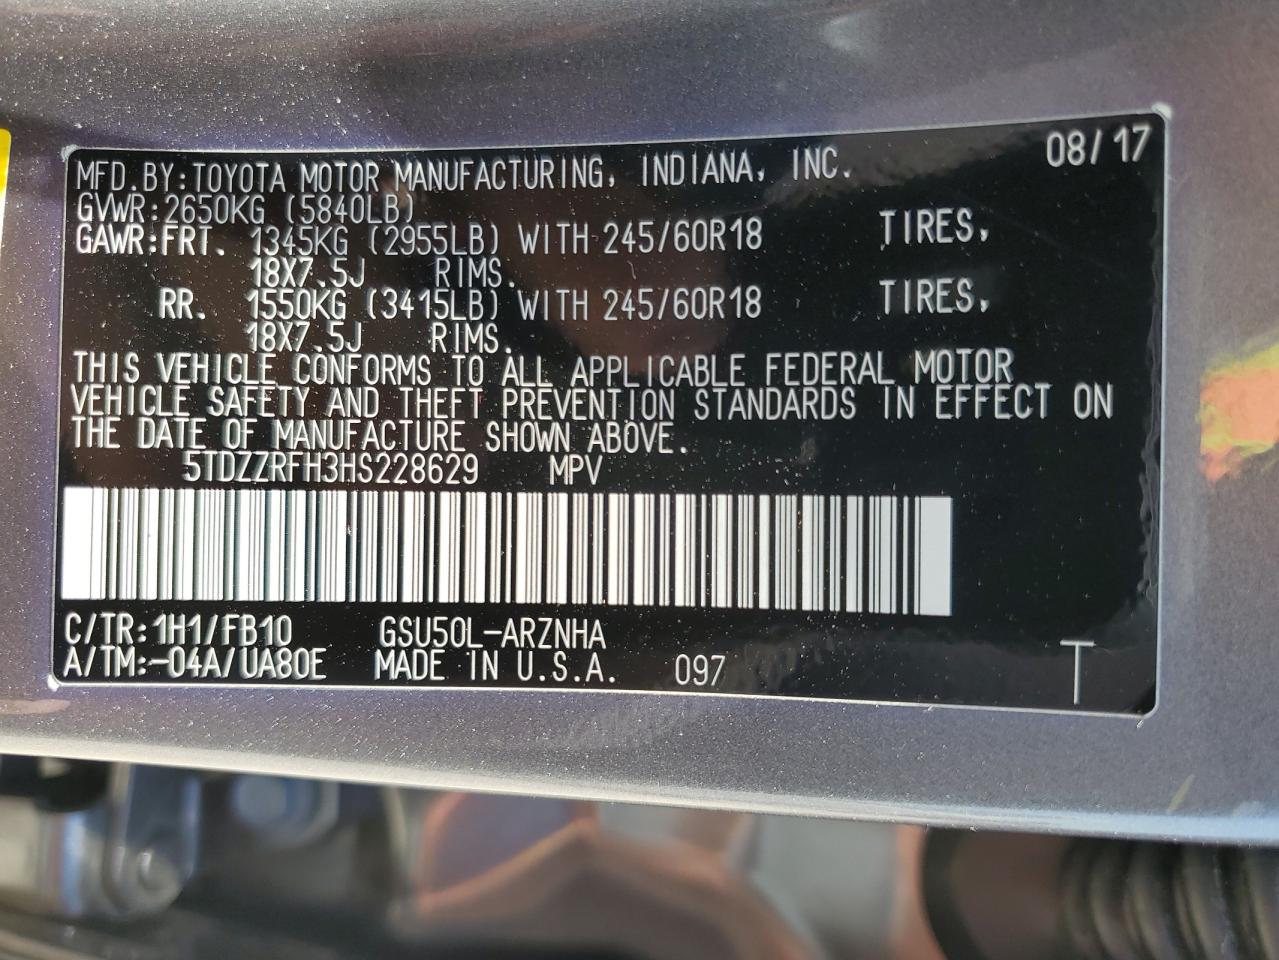 MFD.BY:TOYOTA MOTOR MANUFACTURING, INDIANA, INC. 08/17
GVWR:2650KG (5840LB)
GAWR:FRT. 1345KG (2955LB) WITH 245/60R18 TIRES,
18X7.5J RIMS.
RR. 1550KG (3415LB) WITH 245/60R18 TIRES,
18X7.5J RIMS.
THIS VEHICLE CONFORMS TO ALL APPLICABLE FEDERAL MOTOR
VEHICLE SAFETY AND THEFT PREVENTION STANDARDS IN EFFECT ON
THE DATE OF MANUFACTURE SHOWN ABOVE.
5TDZZRFH3HS228629 MPV
C/TR:1H1/FB10 GSU50L-ARZNHA
A/TM:-04A/UA80E MADE IN U.S.A. 097 T